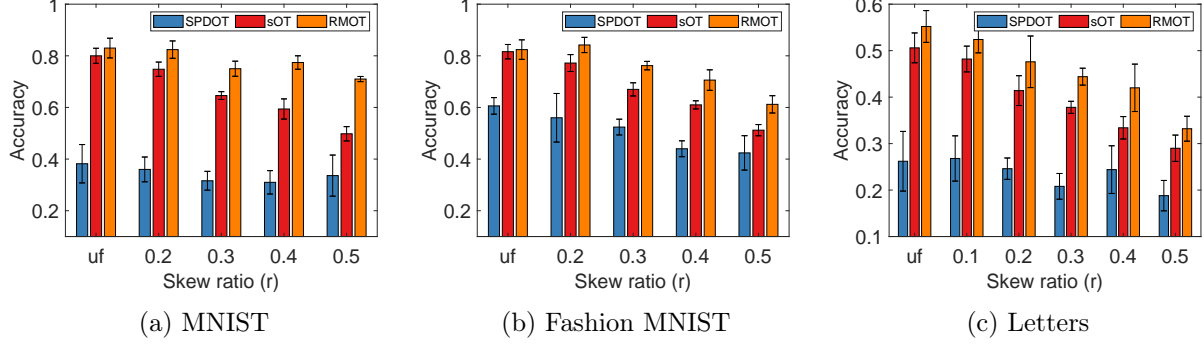 SPDOT sOT RMOT
1
0.8
0.6
0.4
0.2
Accuracy
uf 0.2 0.3 0.4 0.5
Skew ratio (r)
(a) MNIST
SPDOT sOT RMOT
1
0.8
0.6
0.4
0.2
Accuracy
uf 0.2 0.3 0.4 0.5
Skew ratio (r)
(b) Fashion MNIST
SPDOT sOT RMOT
0.6
0.5
0.4
0.3
0.2
0.1
Accuracy
uf 0.1 0.2 0.3 0.4 0.5
Skew ratio (r)
(c) Letters